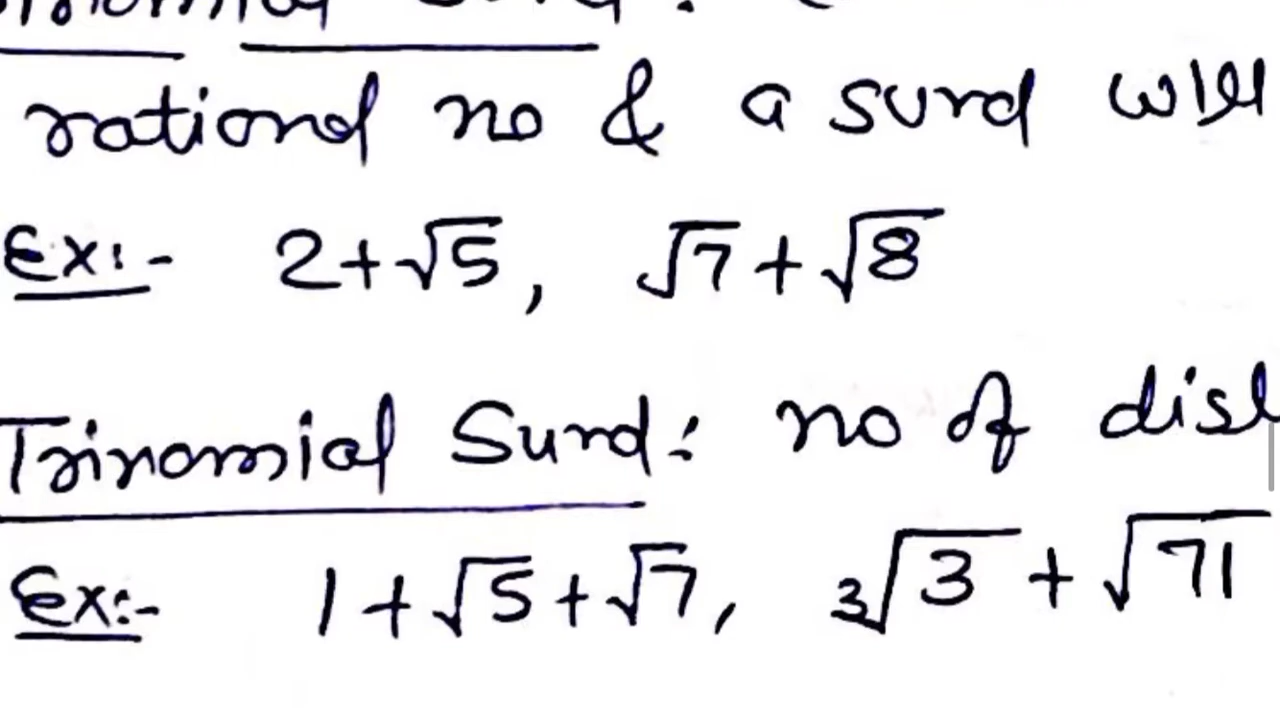 rational no & a surd will
Ex:- 2+√5, √7+√8
Trinomial Surd: no of
Ex:- 1+√5+√7, 3√3+√71